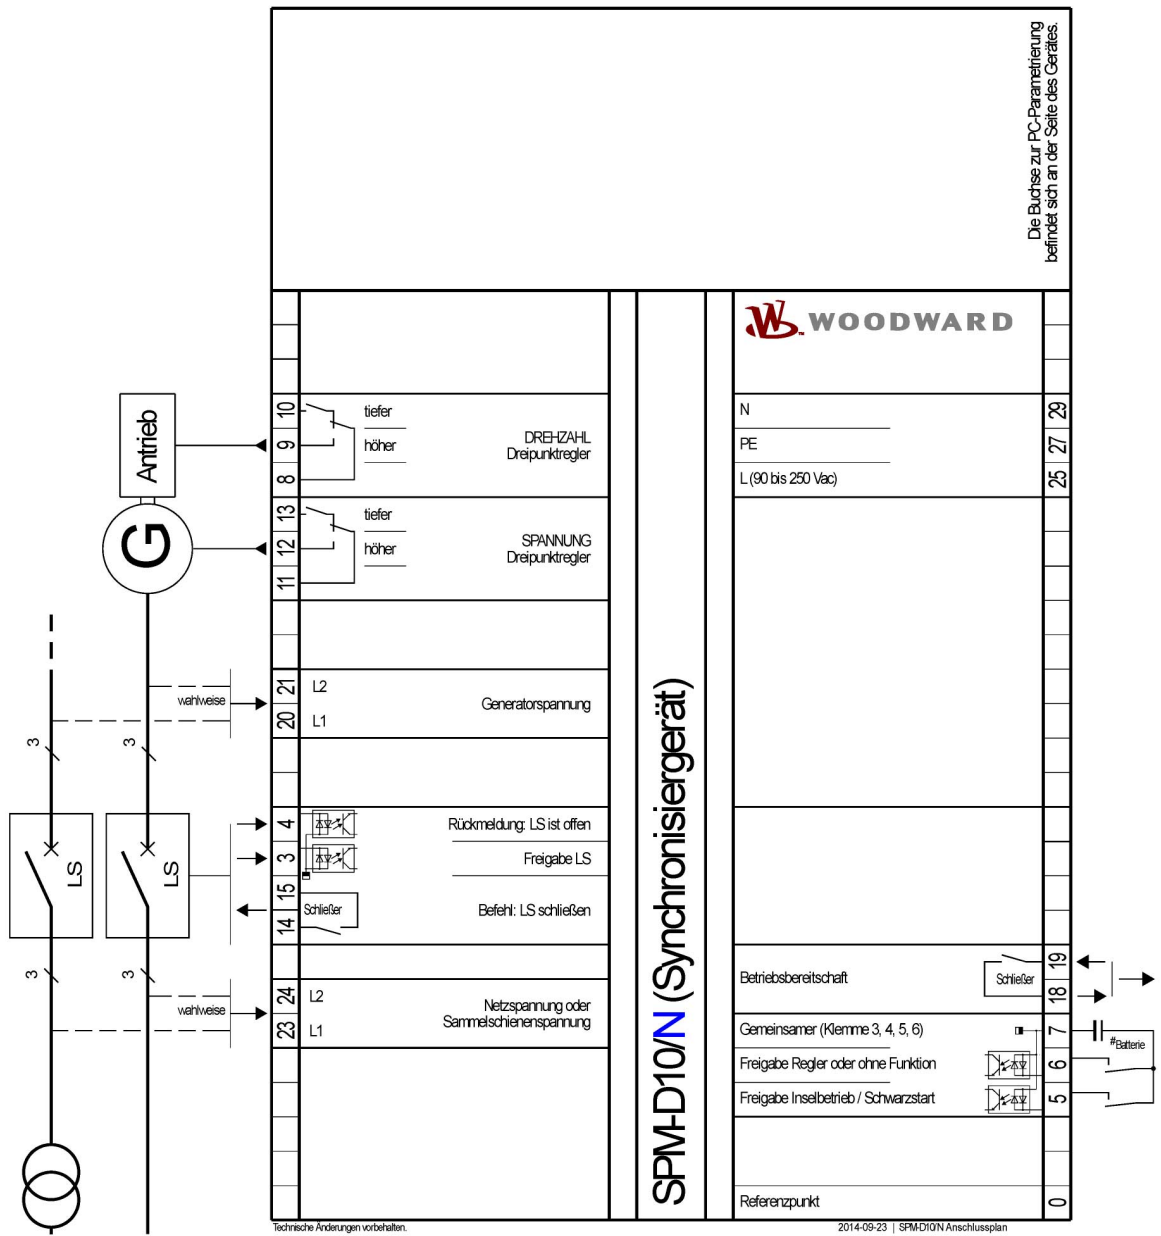 Die Buchse zur PC-Parametrierung
befindet sich an der Seite des Gerätes.
WOODWARD
Antrieb
G
10
tiefer
9
höher
8
DREHZAHL
Dreipunktregler
13
tiefer
12
höher
11
SPANNUNG
Dreipunktregler
wahlweise
21
L2
20
L1
Generatorspannung
3
3
LS
LS
4
Rückmeldung: LS ist offen
3
Freigabe LS
15
14
Schließer
Befehl: LS schließen
3
3
wahlweise
24
L2
23
L1
Netzspannung oder
Sammelschienenspannung
SPM-D10/N (Synchronisiergerät)
N
29
PE
27
L (90 bis 250 Vac)
25
Betriebsbereitschaft
Schließer
19
18
Gemeinsamer (Klemme 3, 4, 5, 6)
7
#Batterie
Freigabe Regler oder ohne Funktion
6
Freigabe Inselbetrieb / Schwarzstart
5
Referenzpunkt
0
Technische Änderungen vorbehalten.
2014-09-23 | SPM-D10/N Anschlussplan